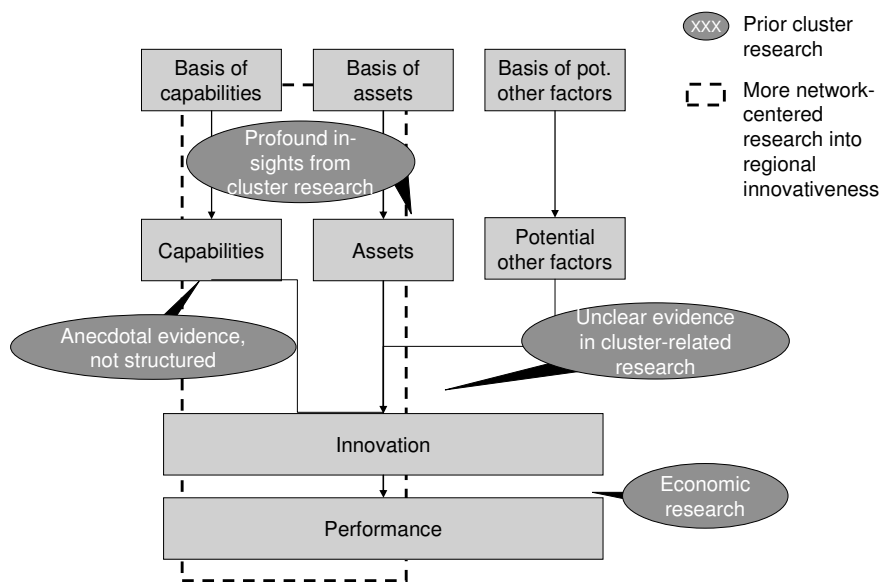 XXX
Prior cluster
research
More network-
centered
research into
regional
innovativeness
Basis of
capabilities
Basis of
assets
Basis of pot.
other factors
Profound in-
sights from
cluster research
Capabilities
Assets
Potential
other factors
Anecdotal evidence,
not structured
Unclear evidence
in cluster-related
research
Innovation
Economic
research
Performance